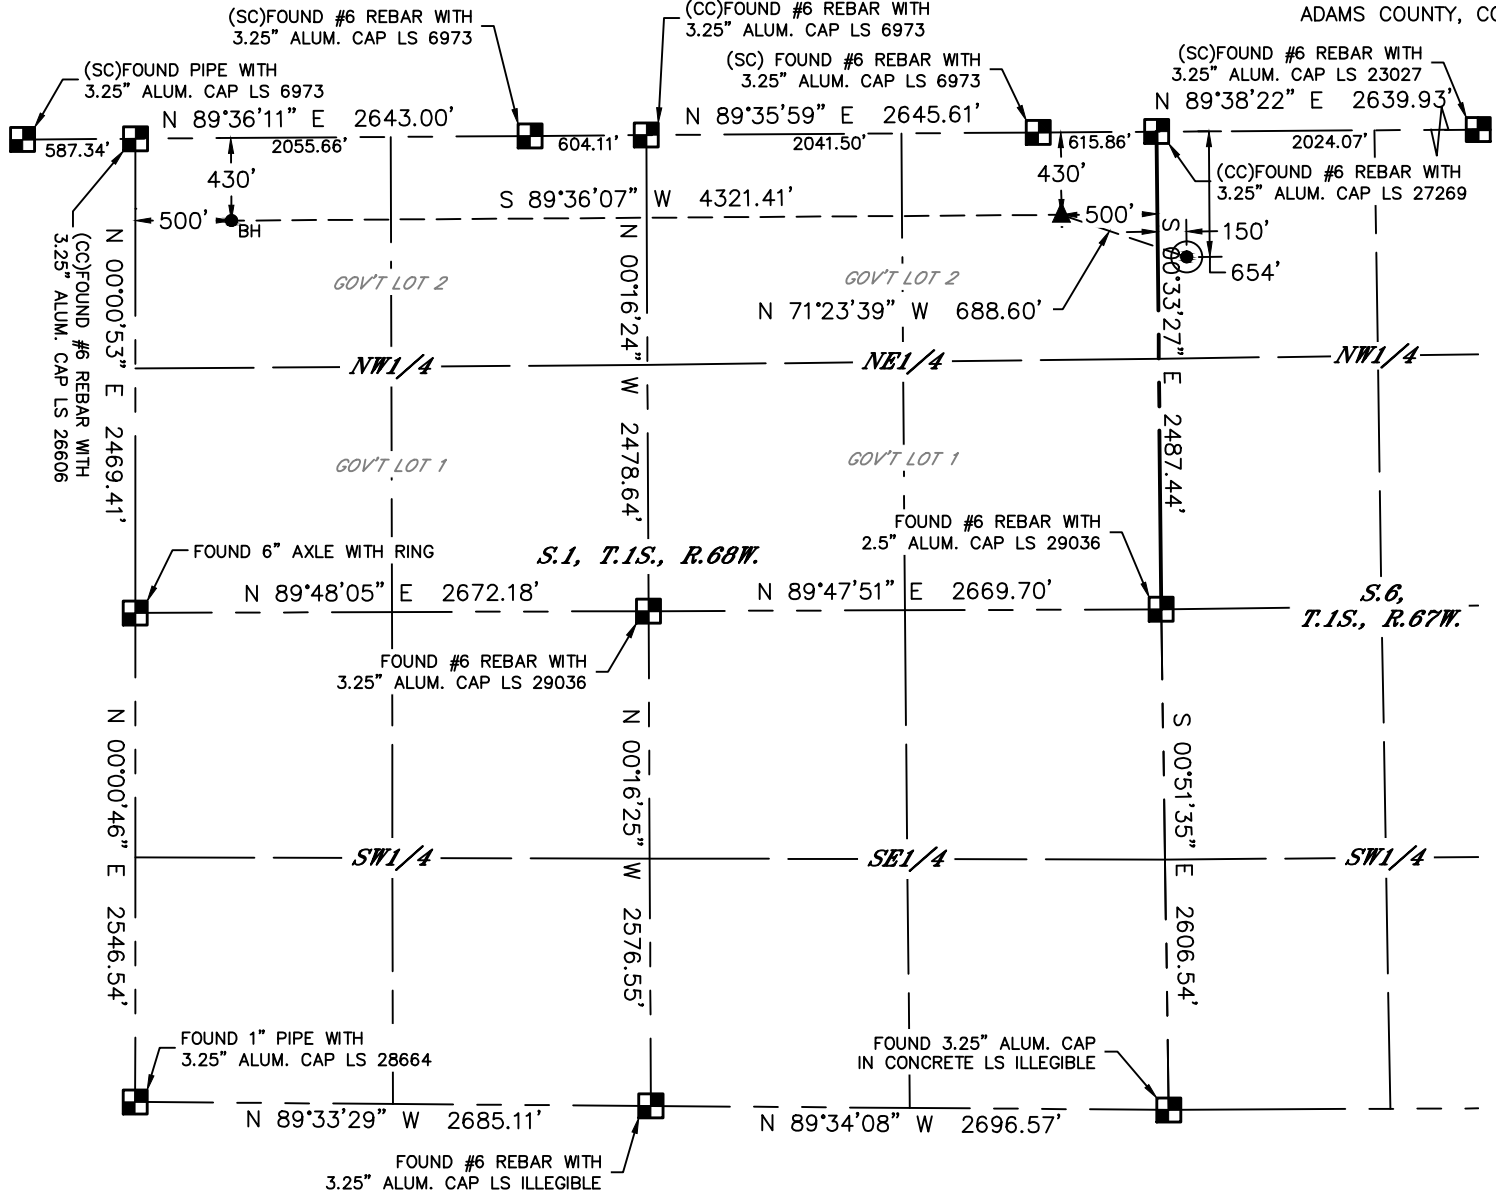 ADAMS COUNTY, CO
(SC)FOUND #6 REBAR WITH
3.25" ALUM. CAP LS 6973
(CC)FOUND #6 REBAR WITH
3.25" ALUM. CAP LS 6973
(SC)FOUND PIPE WITH
3.25" ALUM. CAP LS 6973
(SC) FOUND #6 REBAR WITH
3.25" ALUM. CAP LS 6973
(SC)FOUND #6 REBAR WITH
3.25" ALUM. CAP LS 23027
N 89°36'11" E 2643.00'
N 89°35'59" E 2645.61'
N 89°38'22" E 2639.93'
587.34'
2055.66'
604.11'
2041.50'
615.86'
2024.07'
430'
430'
(CC)FOUND #6 REBAR WITH
3.25" ALUM. CAP LS 27269
S 89°36'07" W 4321.41'
500'
BH
500'
150'
654'
(CC)FOUND #6 REBAR WITH
3.25" ALUM. CAP LS 26606
N 00°00'53" E 2469.41'
N 00°16'24" W 2478.64'
S 00°33'27" E 2487.44'
GOV'T LOT 2
GOV'T LOT 2
N 71°23'39" W 688.60'
NW1/4
NE1/4
NW1/4
GOV'T LOT 1
GOV'T LOT 1
FOUND #6 REBAR WITH
2.5" ALUM. CAP LS 29036
FOUND 6" AXLE WITH RING
S.1, T.1S., R.68W.
N 89°48'05" E 2672.18'
N 89°47'51" E 2669.70'
S.6,
T.1S., R.67W.
FOUND #6 REBAR WITH
3.25" ALUM. CAP LS 29036
N 00°00'46" E 2546.54'
N 00°16'25" W 2576.55'
S 00°51'35" E 2606.54'
SW1/4
SE1/4
SW1/4
FOUND 1" PIPE WITH
3.25" ALUM. CAP LS 28664
FOUND 3.25" ALUM. CAP
IN CONCRETE LS ILLEGIBLE
N 89°33'29" W 2685.11'
N 89°34'08" W 2696.57'
FOUND #6 REBAR WITH
3.25" ALUM. CAP LS ILLEGIBLE